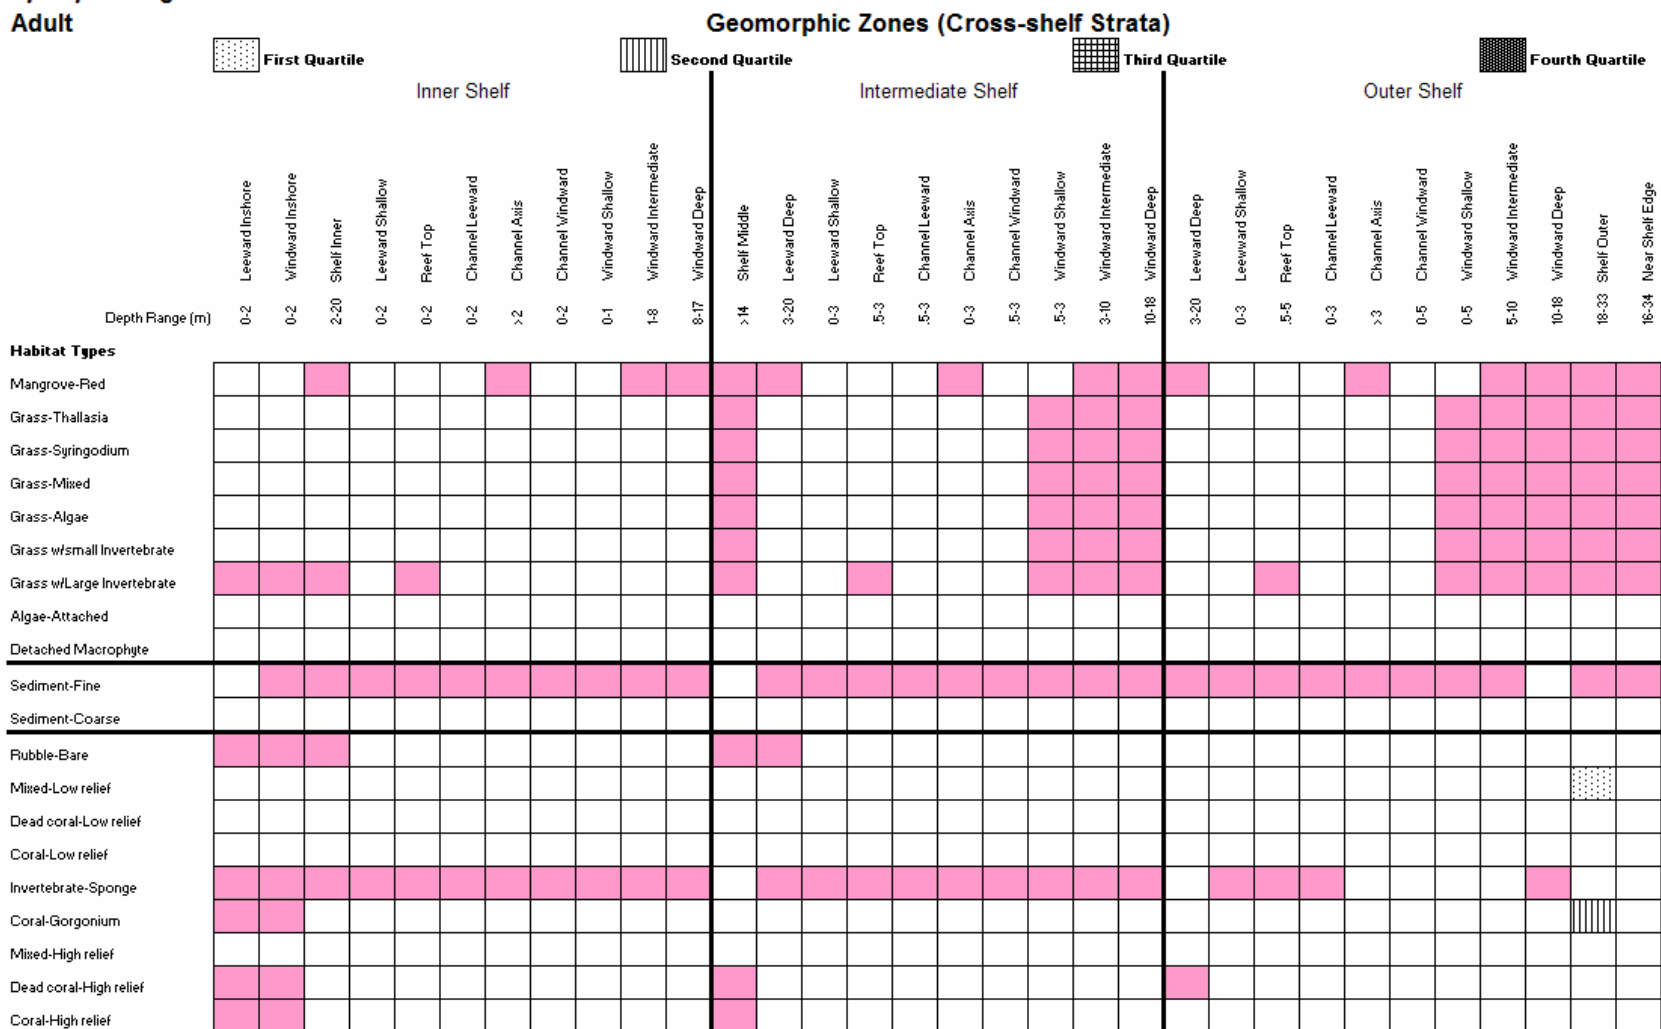 Adult
Geomorphic Zones (Cross-shelf Strata)
First Quartile
Second Quartile
Third Quartile
Fourth Quartile
Inner Shelf
Intermediate Shelf
Outer Shelf
Leeward Inshore
Windward Inshore
Shelf Inner
Leeward Shallow
Reef Top
Channel Leeward
Channel Axis
Channel Windward
Windward Shallow
Windward Intermediate
Windward Deep
Shelf Middle
Leeward Deep
Leeward Shallow
Reef Top
Channel Leeward
Channel Axis
Channel Windward
Windward Shallow
Windward Intermediate
Windward Deep
Leeward Deep
Leeward Shallow
Reef Top
Channel Leeward
Channel Axis
Channel Windward
Windward Shallow
Windward Intermediate
Windward Deep
Shelf Outer
Near Shelf Edge
Depth Range (m)
0-2
0-2
2-20
0-2
0-2
0-2
>2
0-2
0-1
1-8
8-17
>14
3-20
0-3
.5-3
.5-3
0-3
.5-3
.5-3
3-10
10-18
3-20
0-3
.5-5
0-3
>3
0-5
0-5
5-10
10-18
18-33
16-34
Habitat Types
Mangrove-Red
Grass-Thallasia
Grass-Syringodium
Grass-Mixed
Grass-Algae
Grass w/small Invertebrate
Grass w/Large Invertebrate
Algae-Attached
Detached Macrophyte
Sediment-Fine
Sediment-Coarse
Rubble-Bare
Mixed-Low relief
Dead coral-Low relief
Coral-Low relief
Invertebrate-Sponge
Coral-Gorgonium
Mixed-High relief
Dead coral-High relief
Coral-High relief